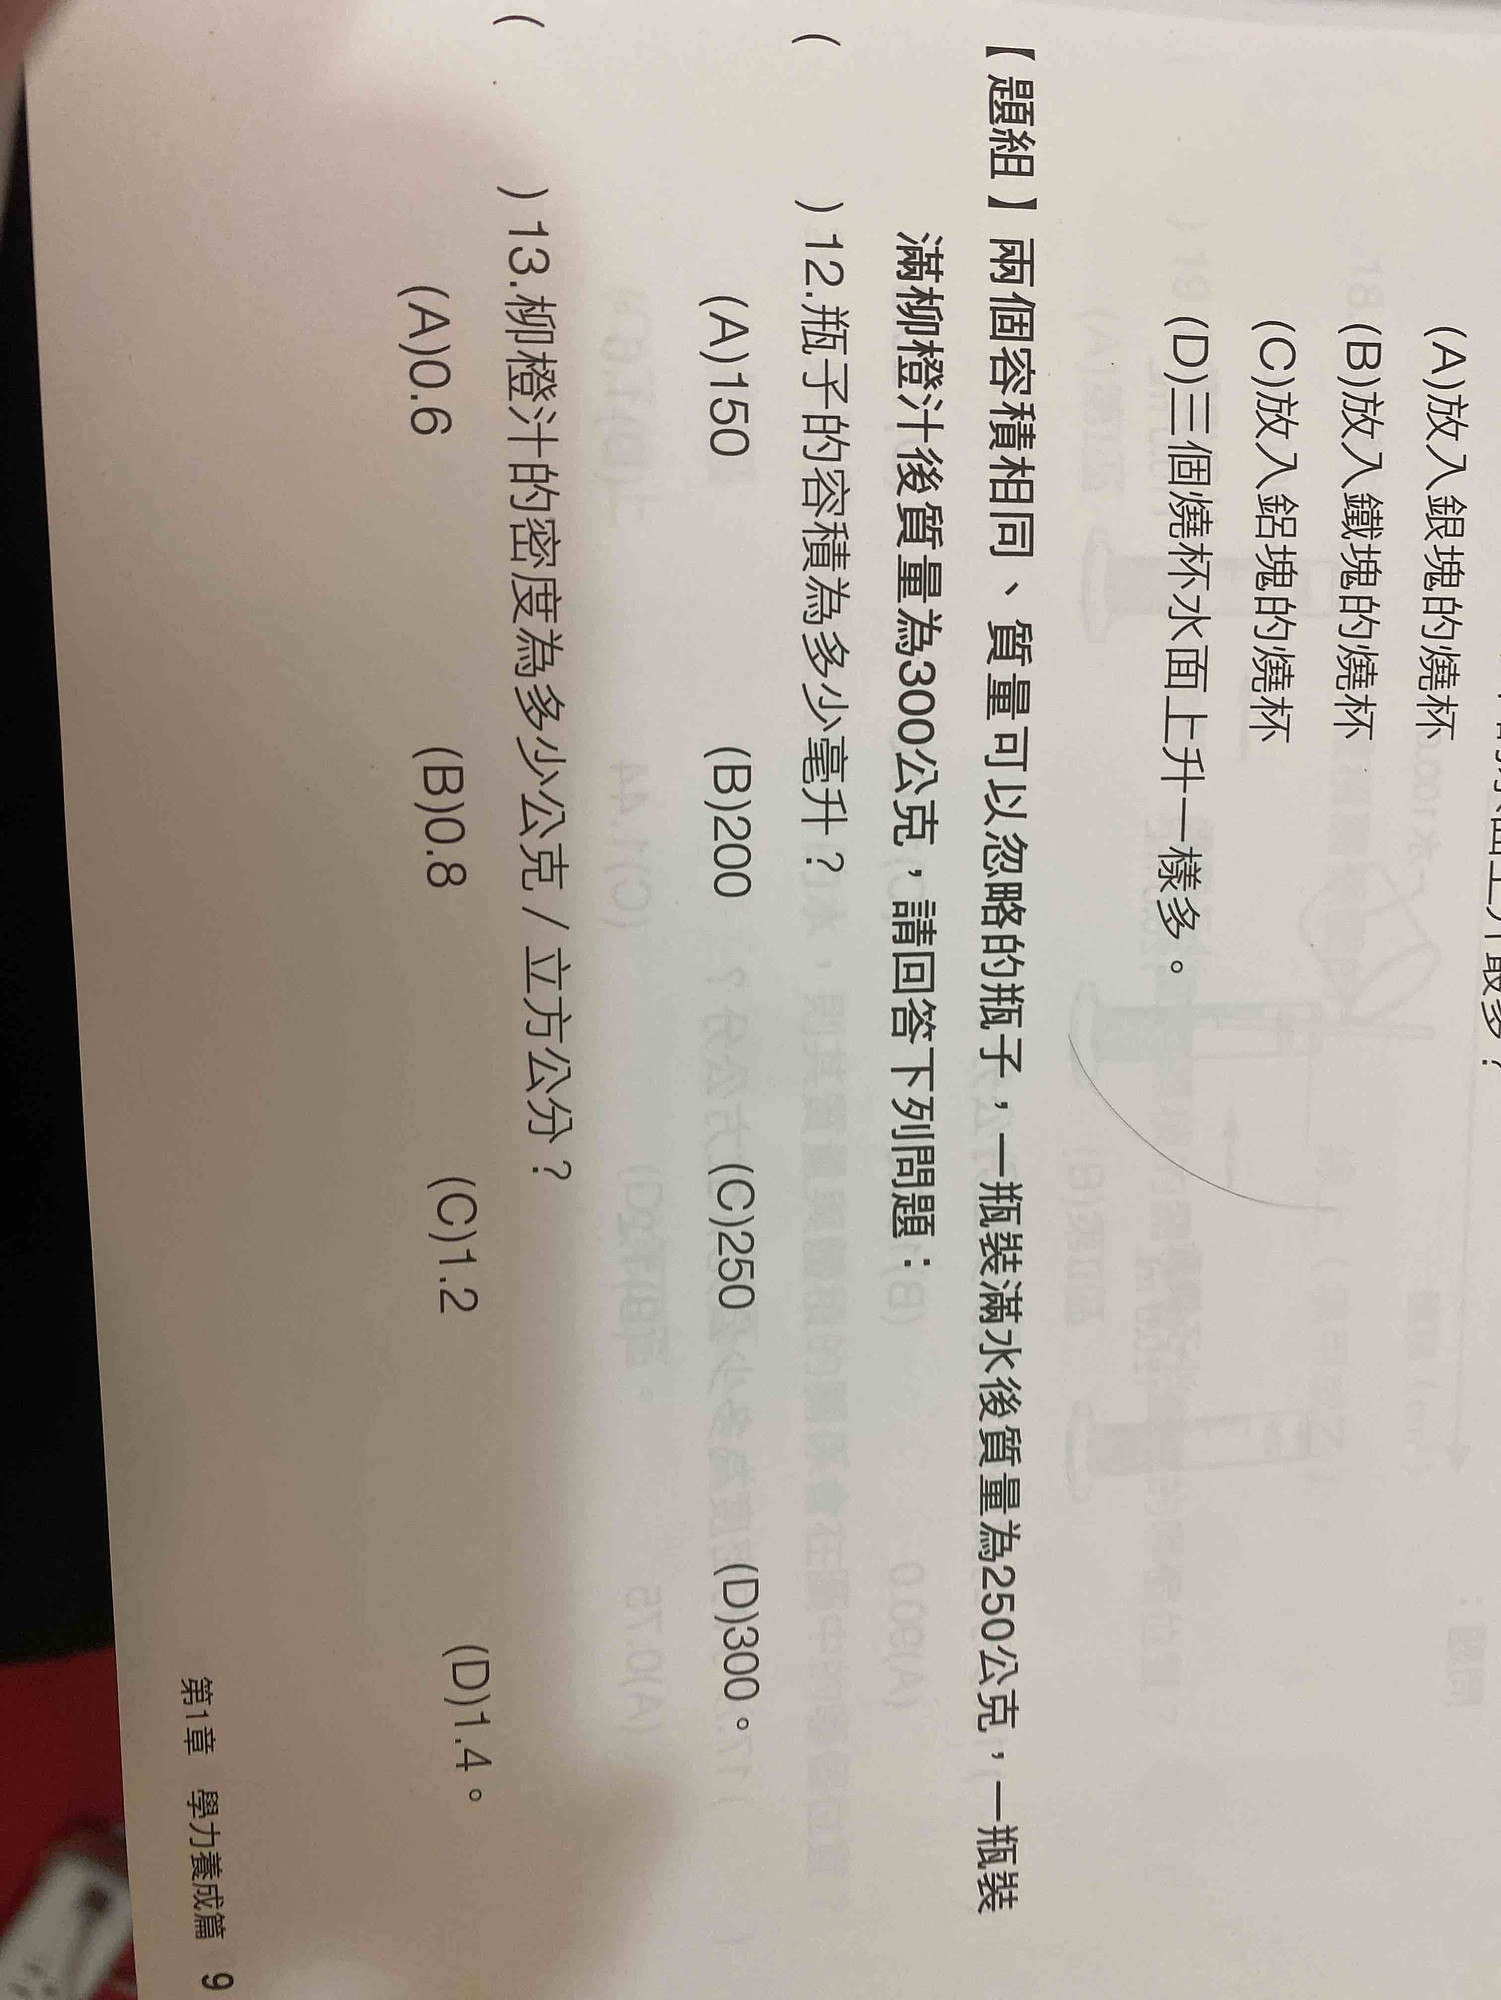 (A)放入銀塊的燒杯
(B)放入鐵塊的燒杯
(C)放入鋁塊的燒杯
(D)三個燒杯水面上升一樣多。
【題組】兩個容積相同、質量可以忽略的瓶子，一瓶裝滿水後質量為250公克，一瓶裝
滿柳橙汁後質量為300公克，請回答下列問題：
( )12.瓶子的容積為多少毫升？
(A)150 (B)200 (C)250 (D)300。
( )13.柳橙汁的密度為多少公克/立方公分？
(A)0.6 (B)0.8 (C)1.2 (D)1.4。
第1章 學力養成篇 9